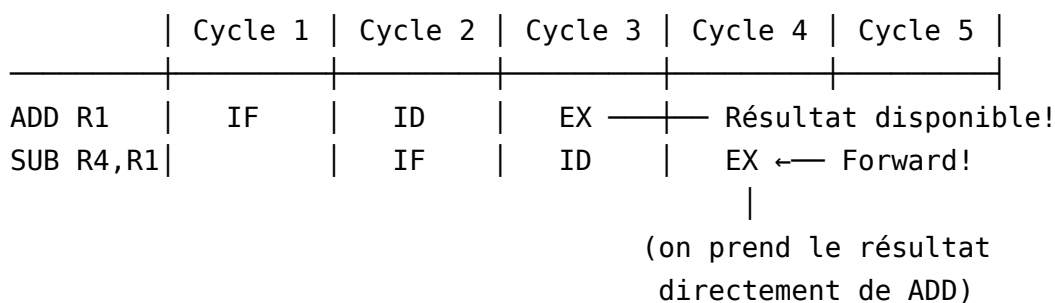 | Cycle 1 | Cycle 2 | Cycle 3 | Cycle 4 | Cycle 5 |
ADD R1 | IF | ID | EX ──┼── Résultat disponible!
SUB R4,R1| | IF | ID | EX ←── Forward!
|
(on prend le résultat
directement de ADD)